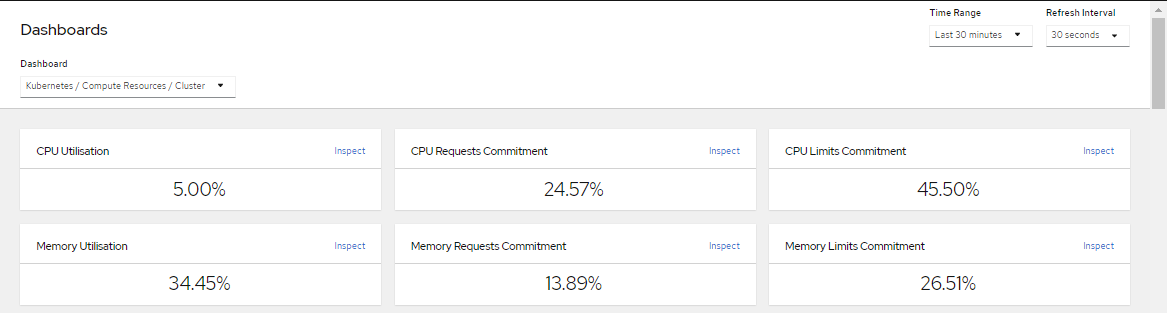 Dashboards
Time Range
Refresh Interval
Last 30 minutes
30 seconds
Dashboard
Kubernetes / Compute Resources / Cluster
CPU Utilisation Inspect
CPU Requests Commitment Inspect
CPU Limits Commitment Inspect
5.00%
24.57%
45.50%
Memory Utilisation Inspect
Memory Requests Commitment Inspect
Memory Limits Commitment Inspect
34.45%
13.89%
26.51%